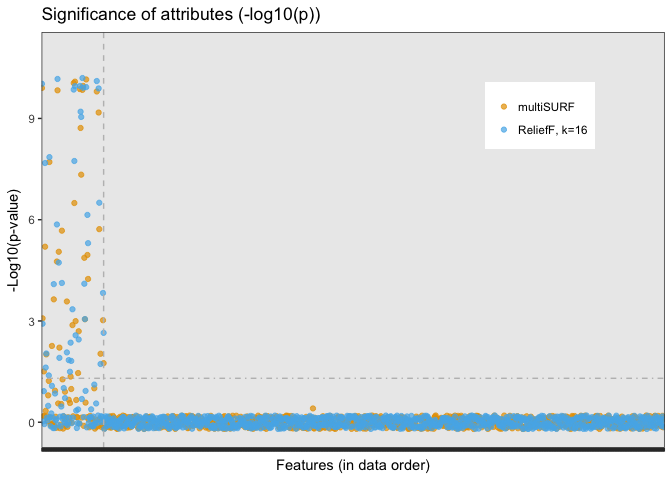 Significance of attributes (-log10(p))
-Log10(p-value)
9
6
3
0
multiSURF
ReliefF, k=16
Features (in data order)